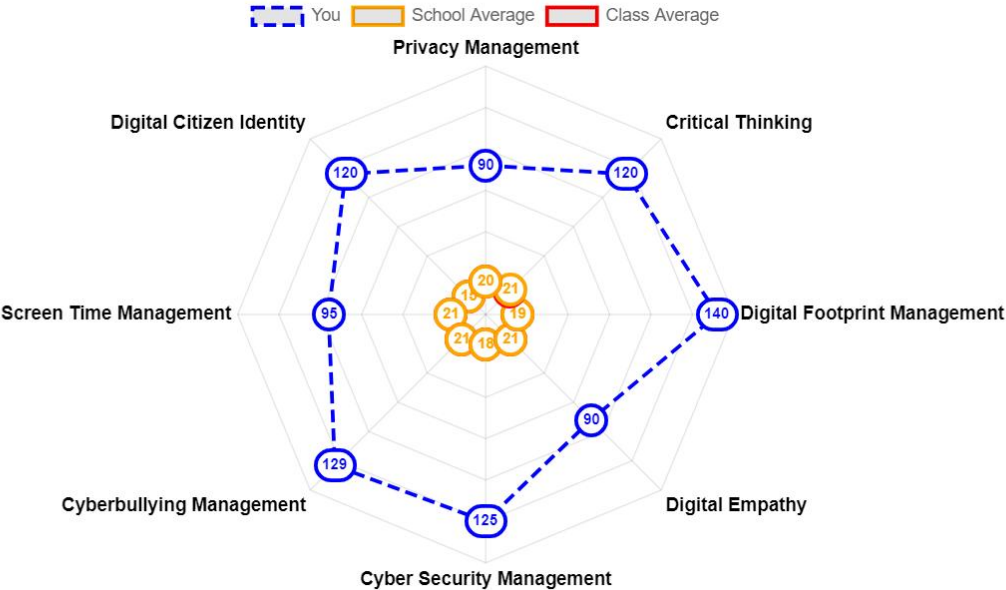 You School Average Class Average
Privacy Management
Digital Citizen Identity
Critical Thinking
120
90
120
20
21
15
Screen Time Management
95
21
19
140
Digital Footprint Management
21
18
21
90
129
Cyberbullying Management
Digital Empathy
125
Cyber Security Management